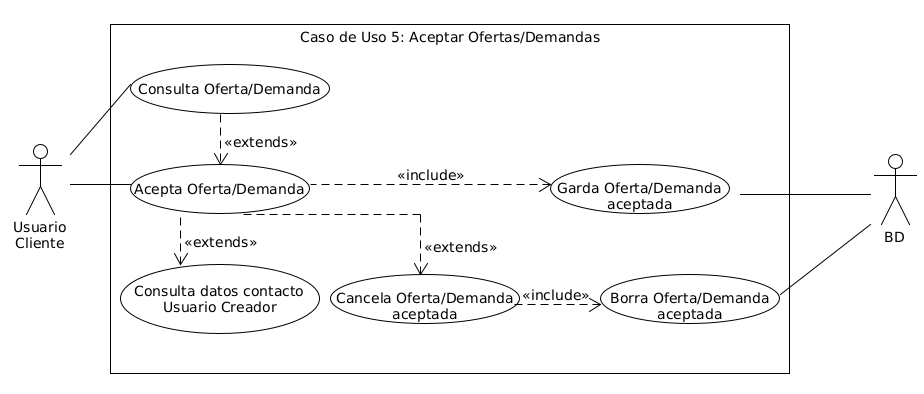 Caso de Uso 5: Aceptar Ofertas/Demandas
Consulta Oferta/Demanda
«extends»
Acepta Oferta/Demanda
«include»
Garda Oferta/Demanda
aceptada
Usuario
Cliente
BD
«extends»
«extends»
Consulta datos contacto
Usuario Creador
Cancela Oferta/Demanda
aceptada
«include»
Borra Oferta/Demanda
aceptada